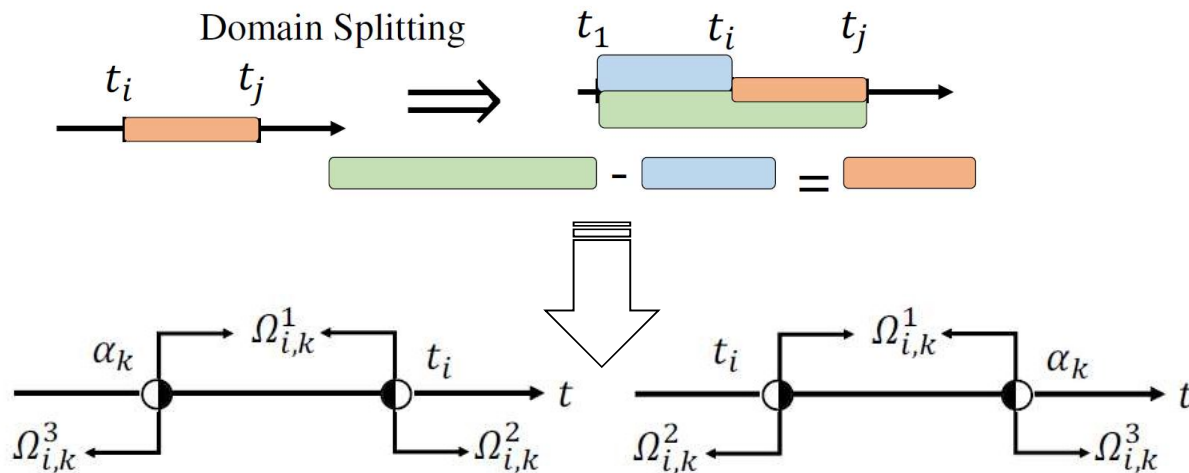 Domain Splitting
t_i t_j
t_1 t_i t_j
- =
α_k Ω^1_{i,k} t_i t
Ω^3_{i,k} Ω^2_{i,k}
t_i Ω^1_{i,k} α_k t
Ω^2_{i,k} Ω^3_{i,k}